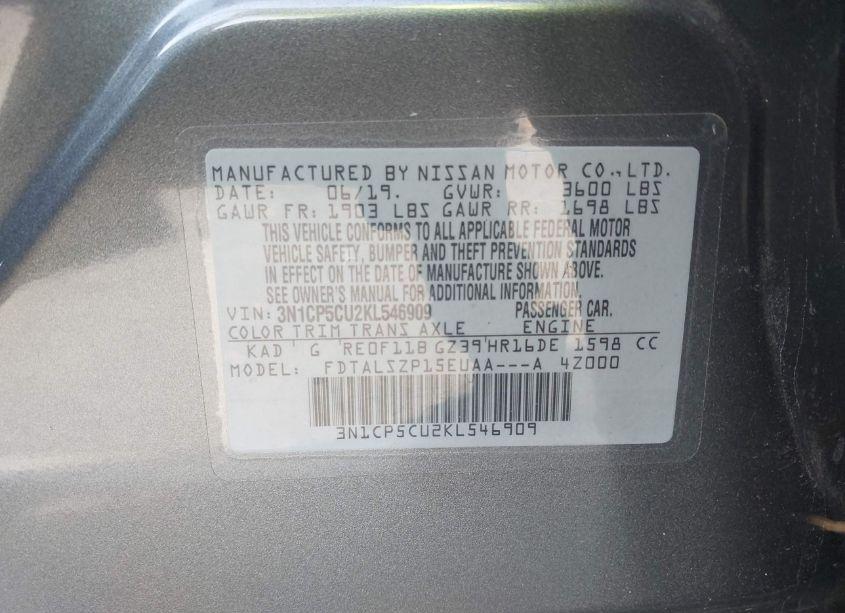 MANUFACTURED BY NISSAN MOTOR CO.,LTD.
DATE: 06/19. GVWR: 3600 LBS
GAWR FR: 1903 LBS GAWR RR: 1698 LBS
THIS VEHICLE CONFORMS TO ALL APPLICABLE FEDERAL MOTOR
VEHICLE SAFETY, BUMPER AND THEFT PREVENTION STANDARDS
IN EFFECT ON THE DATE OF MANUFACTURE SHOWN ABOVE.
SEE OWNER'S MANUAL FOR ADDITIONAL INFORMATION.
VIN: 3N1CP5CU2KL546909 PASSENGER CAR.
COLOR TRIM TRANS AXLE ENGINE
KAD ' G 'RE0F11B GZ39'HR16DE 1598 CC
MODEL: FDTALSZP15EUAA---A 4Z000
3N1CP5CU2KL546909